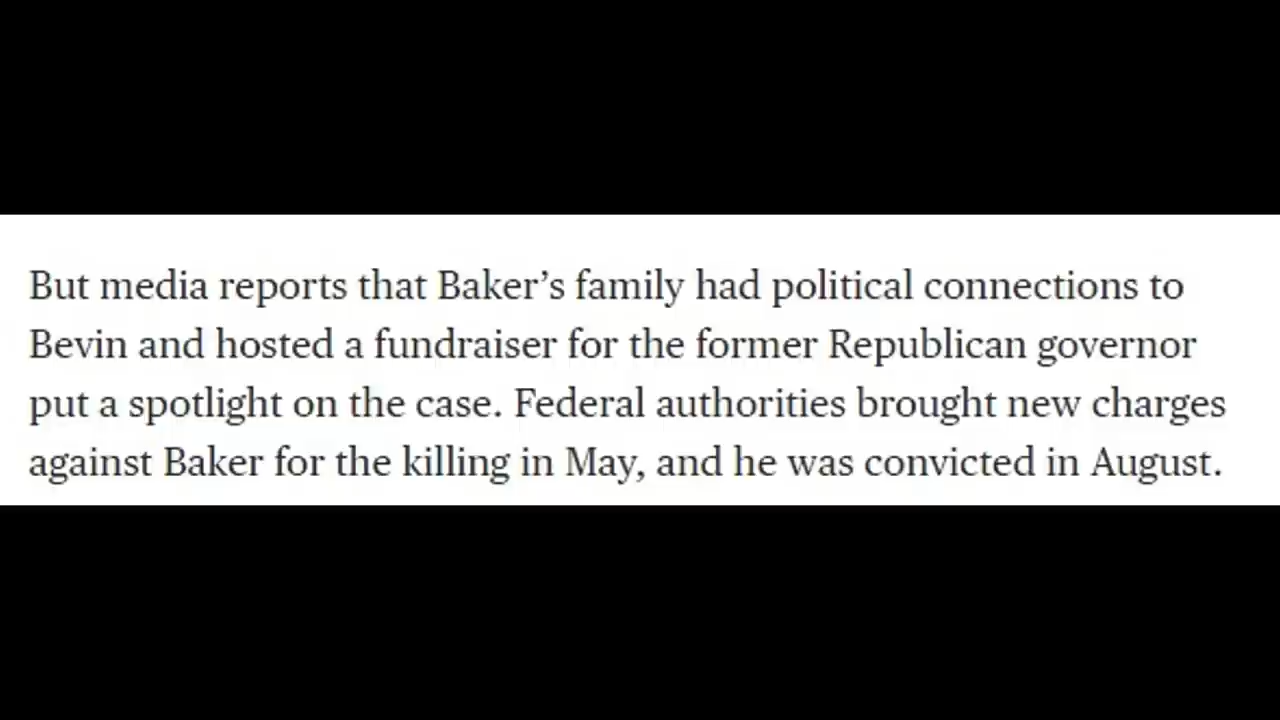 But media reports that Baker’s family had political connections to
Bevin and hosted a fundraiser for the former Republican governor
put a spotlight on the case. Federal authorities brought new charges
against Baker for the killing in May, and he was convicted in August.